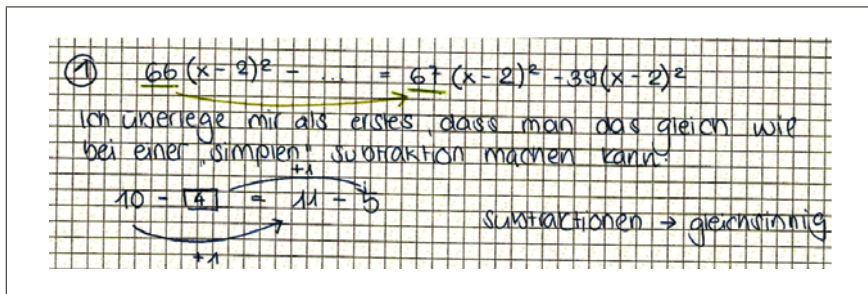 ① 66(x-2)² - ... = 67(x-2)² - 39(x-2)²
Ich überlege mir als erstes, dass man das gleich wie
bei einer "simplen" Subtraktion machen kann:
+1
10 - 4 = 11 - 5
Subtraktionen → gleichsinnig
+1